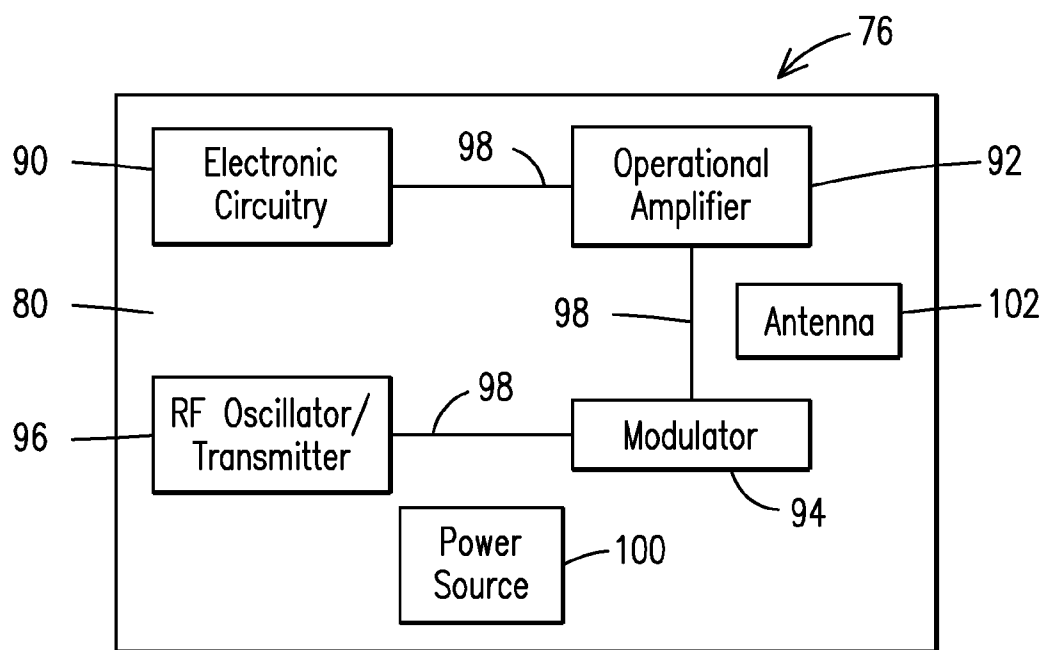 76
90
Electronic
Circuitry
98
Operational
Amplifier
92
80
98
Antenna
102
96
RF Oscillator/
Transmitter
98
Modulator
94
Power
Source
100